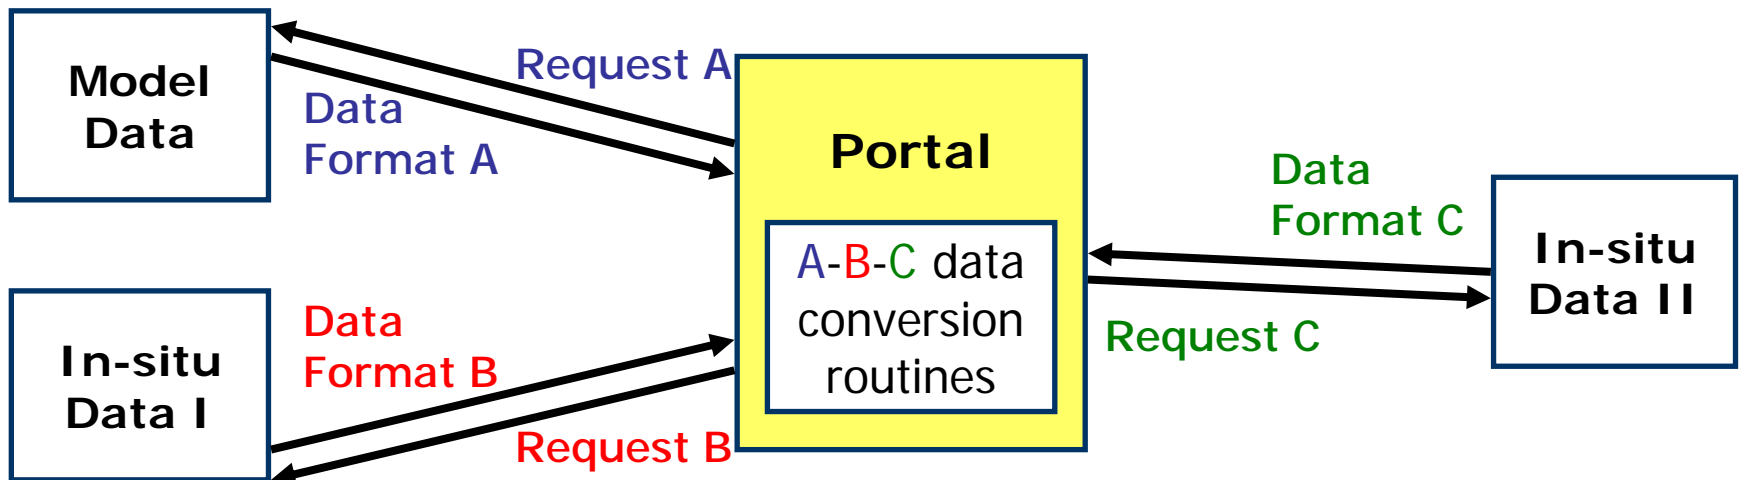 Model
Data
Request A
Data
Format A
Portal
A-B-C data
conversion
routines
Data
Format C
In-situ
Data II
Request C
In-situ
Data I
Data
Format B
Request B